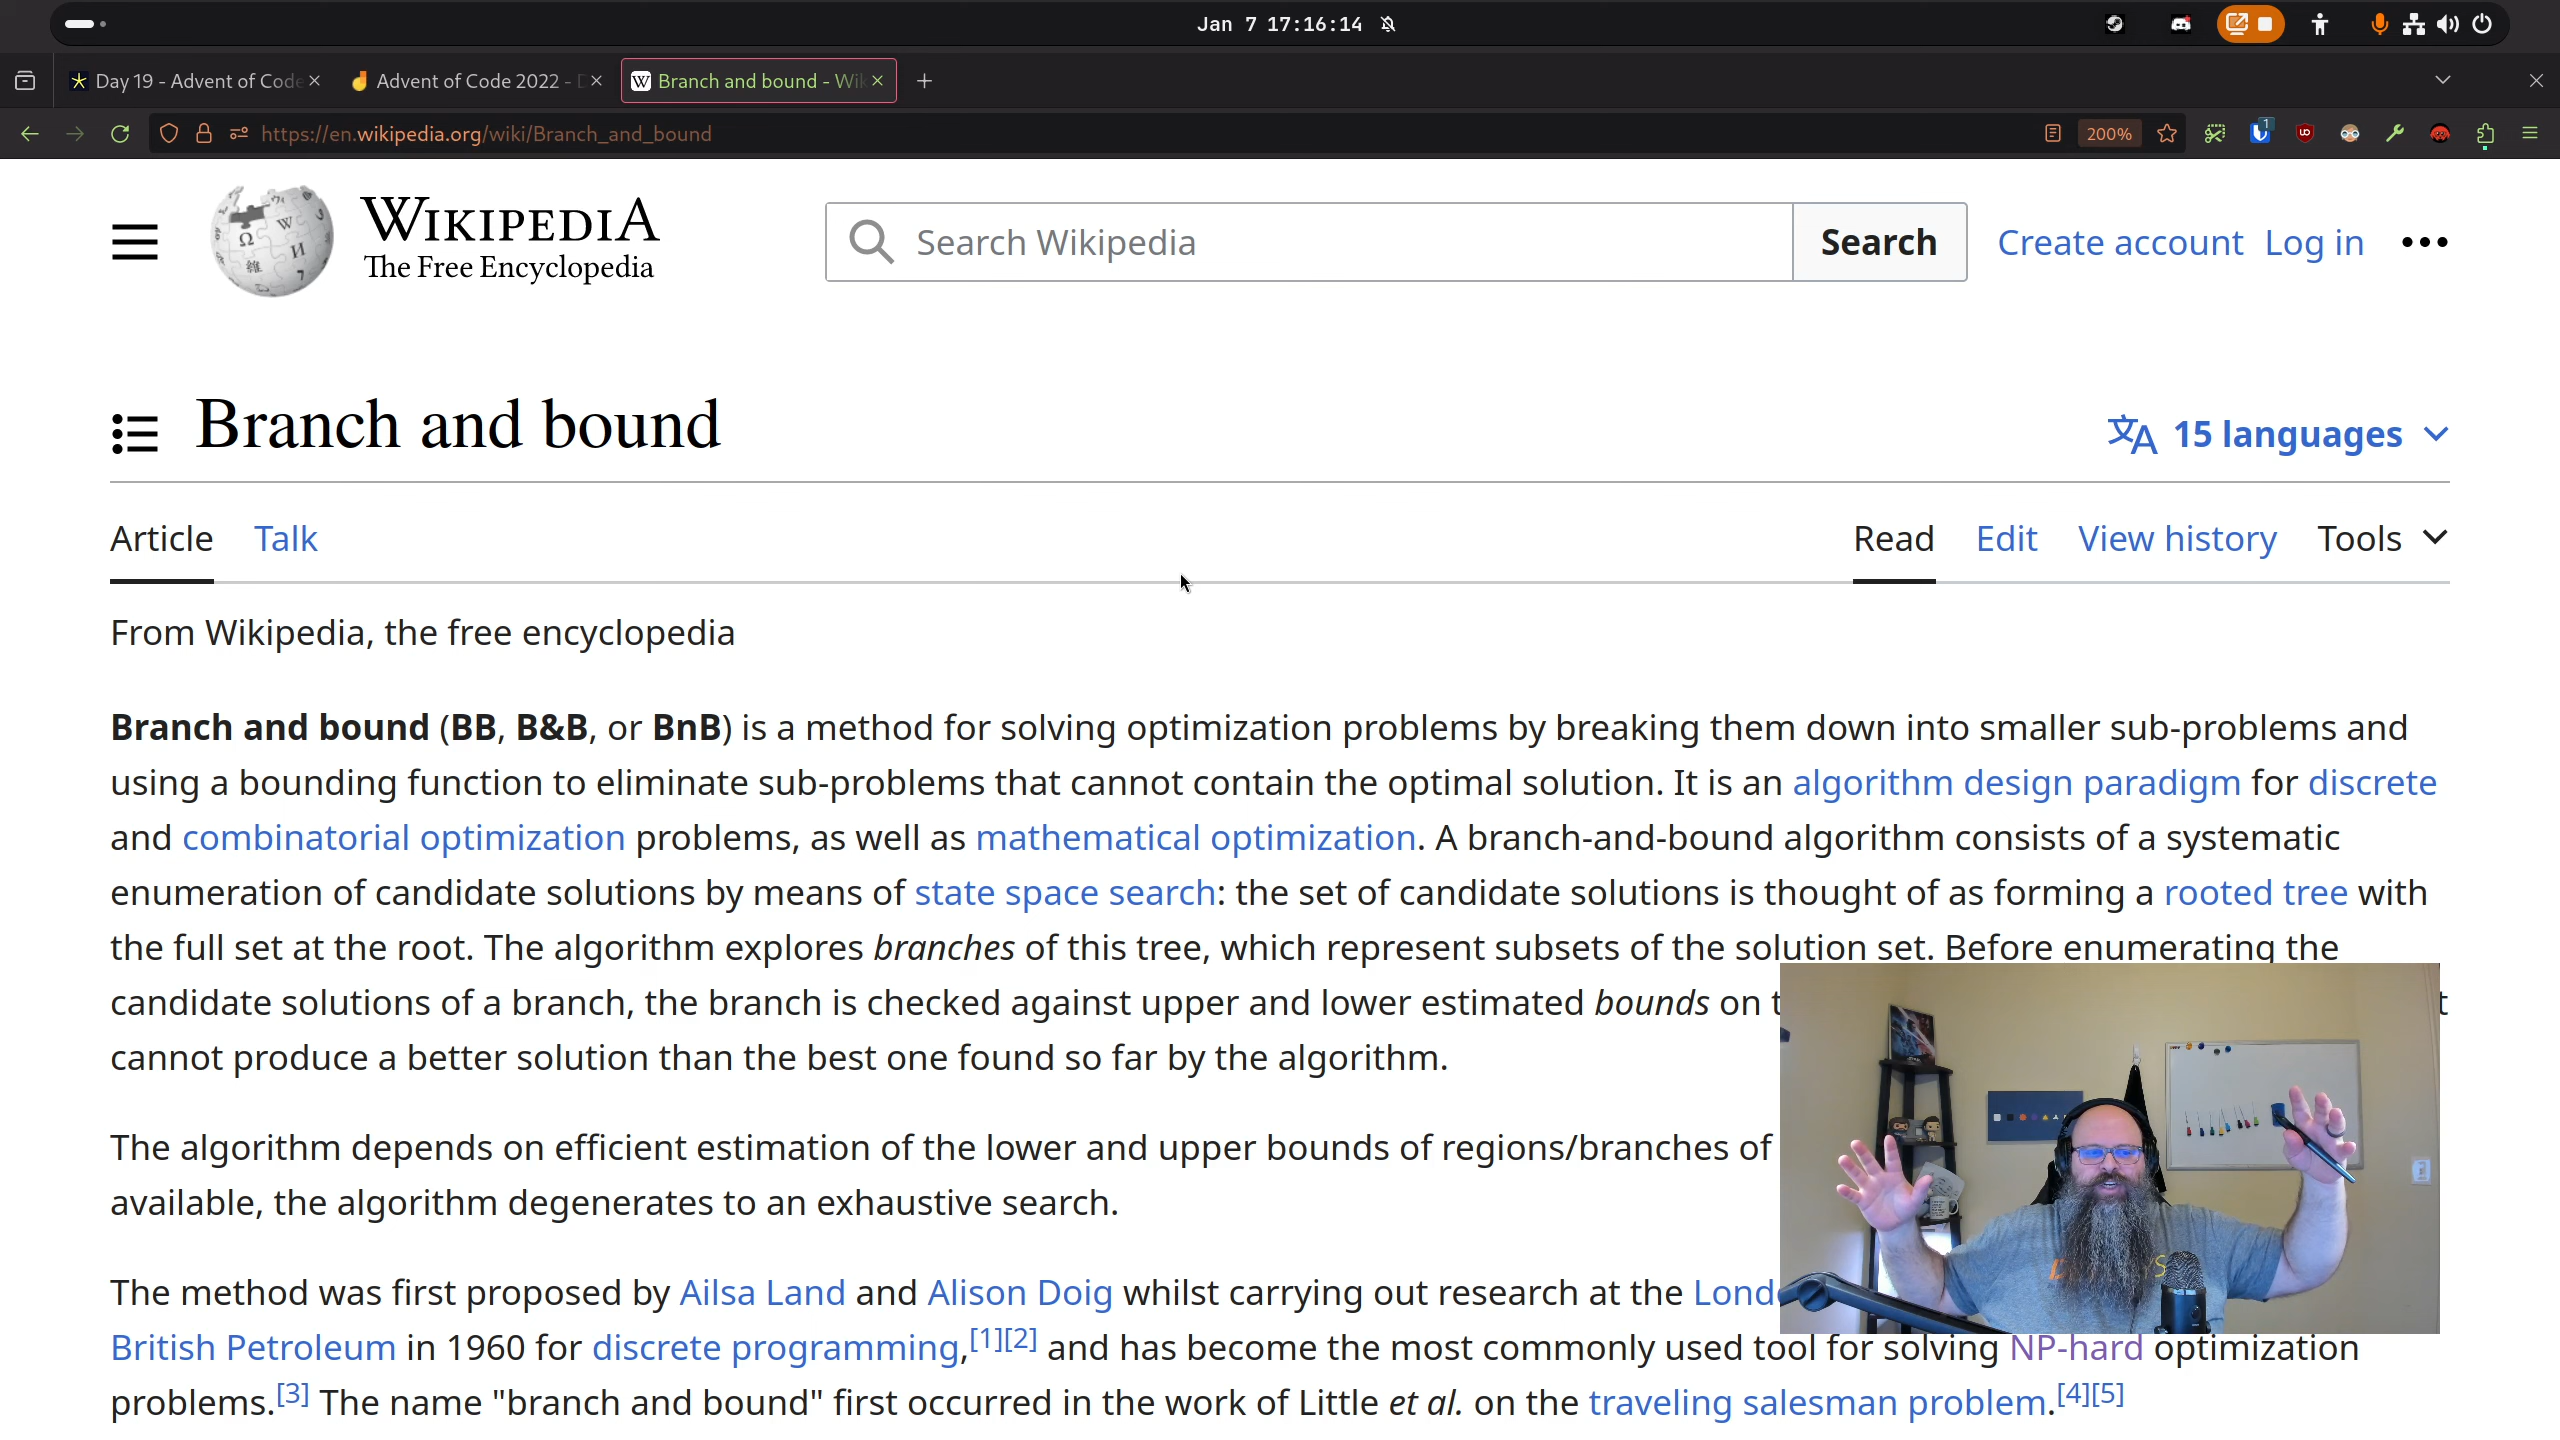 Jan 7 17:16:14
Day 19 - Advent of Code
Advent of Code 2022 - D
Branch and bound - Wik
https://en.wikipedia.org/wiki/Branch_and_bound
200%
1
WIKIPEDIA
The Free Encyclopedia
Search Wikipedia
Search
Create account Log in
Branch and bound
15 languages
Article Talk
Read Edit View history Tools
From Wikipedia, the free encyclopedia
Branch and bound (BB, B&B, or BnB) is a method for solving optimization problems by breaking them down into smaller sub-problems and
using a bounding function to eliminate sub-problems that cannot contain the optimal solution. It is an algorithm design paradigm for discrete
and combinatorial optimization problems, as well as mathematical optimization. A branch-and-bound algorithm consists of a systematic
enumeration of candidate solutions by means of state space search: the set of candidate solutions is thought of as forming a rooted tree with
the full set at the root. The algorithm explores branches of this tree, which represent subsets of the solution set. Before enumerating the
candidate solutions of a branch, the branch is checked against upper and lower estimated bounds on t
cannot produce a better solution than the best one found so far by the algorithm.
The algorithm depends on efficient estimation of the lower and upper bounds of regions/branches of
available, the algorithm degenerates to an exhaustive search.
The method was first proposed by Ailsa Land and Alison Doig whilst carrying out research at the Lond
British Petroleum in 1960 for discrete programming,[1][2] and has become the most commonly used tool for solving NP-hard optimization
problems.[3] The name "branch and bound" first occurred in the work of Little et al. on the traveling salesman problem.[4][5]